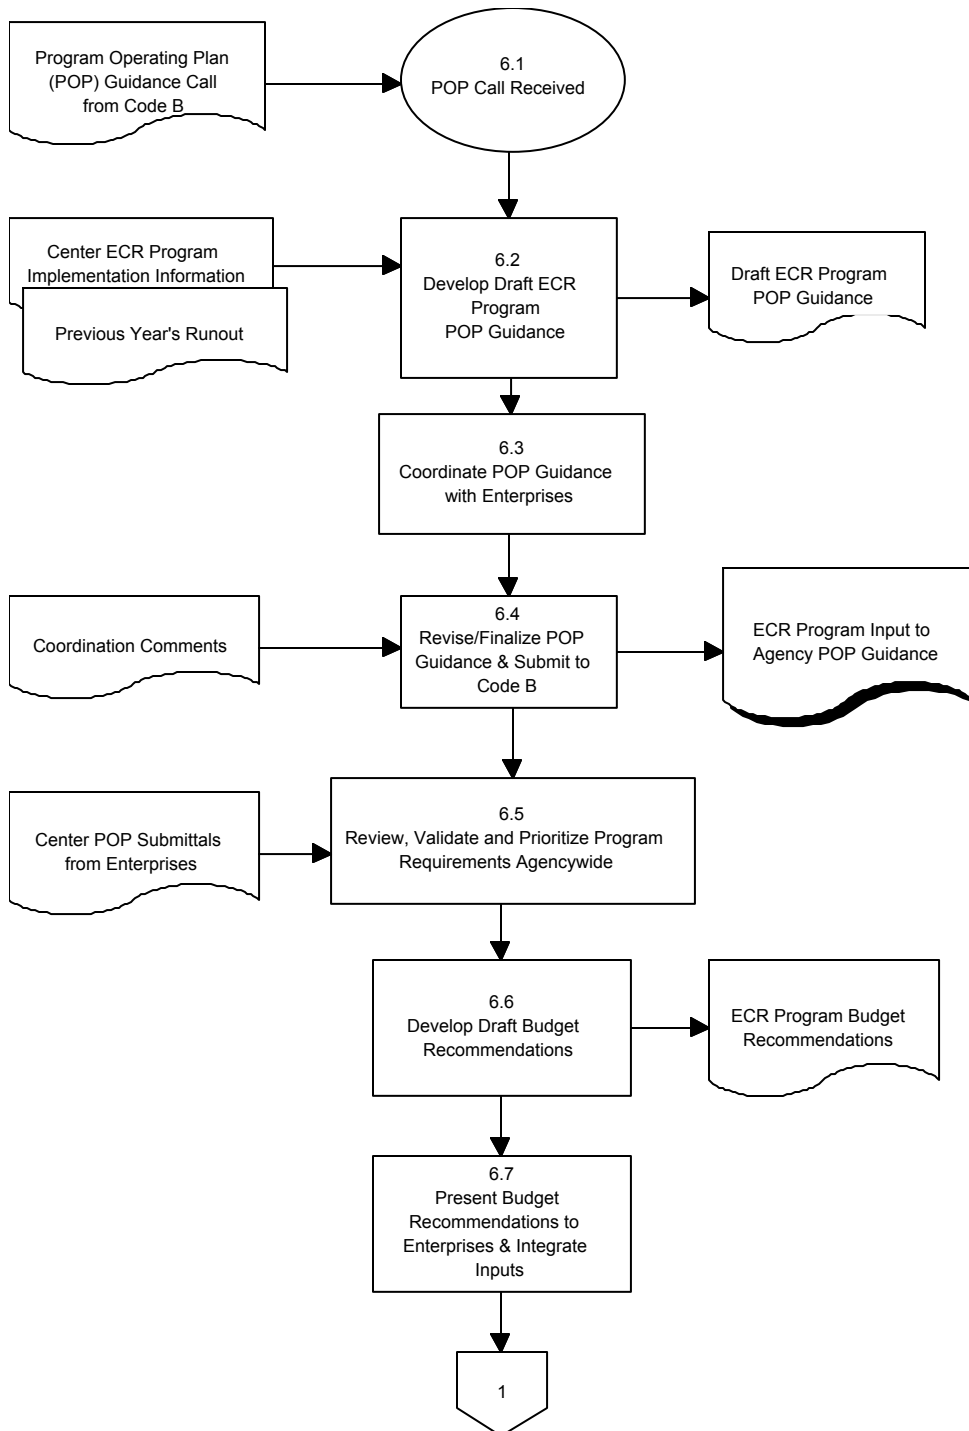 Program Operating Plan
(POP) Guidance Call
from Code B
6.1
POP Call Received
Center ECR Program
Implementation Information
Previous Year's Runout
6.2
Develop Draft ECR
Program
POP Guidance
Draft ECR Program
POP Guidance
6.3
Coordinate POP Guidance
with Enterprises
Coordination Comments
6.4
Revise/Finalize POP
Guidance & Submit to
Code B
ECR Program Input to
Agency POP Guidance
Center POP Submittals
from Enterprises
6.5
Review, Validate and Prioritize Program
Requirements Agencywide
6.6
Develop Draft Budget
Recommendations
ECR Program Budget
Recommendations
6.7
Present Budget
Recommendations to
Enterprises & Integrate
Inputs
1